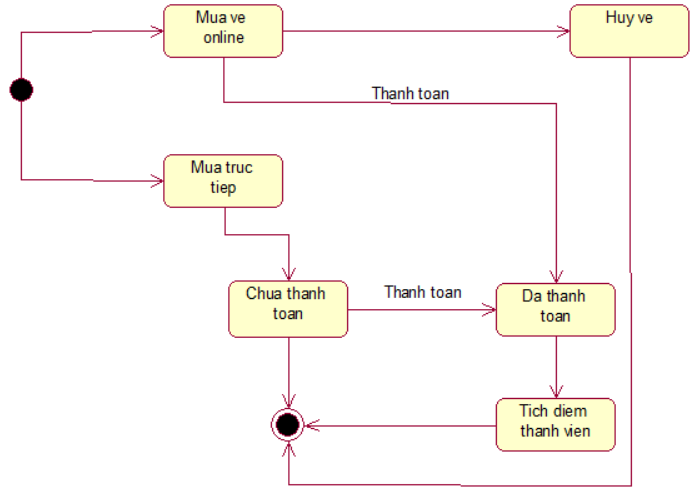 Mua ve
online
Huy ve
Thanh toan
Mua truc
tiep
Chua thanh
toan
Thanh toan
Da thanh
toan
Tich diem
thanh vien